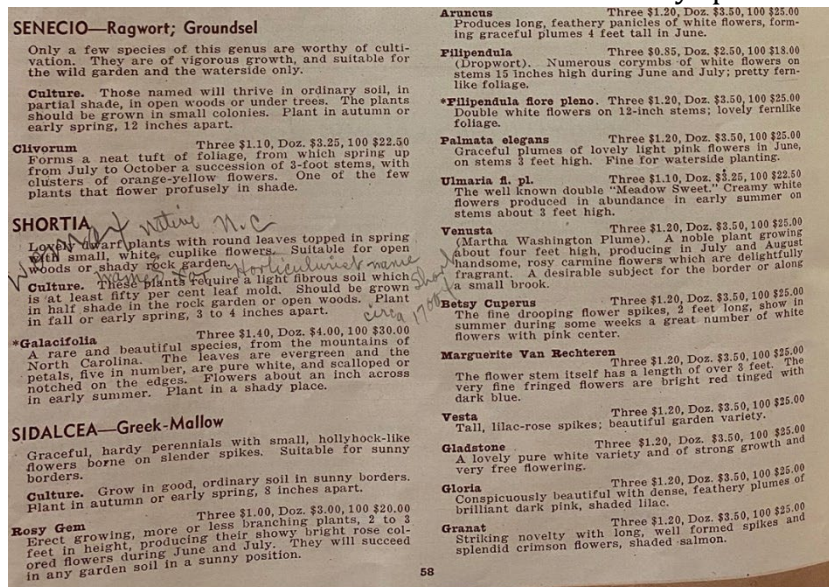 SENECIO—Ragwort; Groundsel
Only a few species of this genus are worthy of culti-
vation. They are of vigorous growth, and suitable for
the wild garden and the waterside only.
Culture. Those named will thrive in ordinary soil, in
partial shade, in open woods or under trees. The plants
should be grown in small colonies. Plant in autumn or
early spring, 12 inches apart.
Clivorum Three $1.10, Doz. $3.25, 100 $22.50
Forms a neat tuft of foliage, from which spring up
from July to October a succession of 3-foot stems, with
clusters of orange-yellow flowers. One of the few
plants that flower profusely in shade.
SHORTIA
native N.C
Lovely dwarf plants with round leaves topped in spring
with small, white, cuplike flowers. Suitable for open
woods or shady rock garden.
Horticulturist name
Short
circa 1700
Culture. These plants require a light fibrous soil which
is at least fifty per cent leaf mold. Should be grown
in half shade in the rock garden or open woods. Plant
in fall or early spring, 3 to 4 inches apart.
*Galacifolia Three $1.40, Doz. $4.00, 100 $30.00
A rare and beautiful species, from the mountains of
North Carolina. The leaves are evergreen and the
petals, five in number, are pure white, and scalloped or
notched on the edges. Flowers about an inch across
in early summer. Plant in a shady place.
SIDALCEA—Greek-Mallow
Graceful, hardy perennials with small, hollyhock-like
flowers borne on slender spikes. Suitable for sunny
borders.
Culture. Grow in good, ordinary soil in sunny borders.
Plant in autumn or early spring, 8 inches apart.
Rosy Gem Three $1.00, Doz. $3.00, 100 $20.00
Erect growing, more or less branching plants, 2 to 3
feet in height, producing their showy bright rose col-
ored flowers during June and July. They will succeed
in any garden soil in a sunny position.
Aruncus Three $1.20, Doz. $3.50, 100 $25.00
Produces long, feathery panicles of white flowers, form-
ing graceful plumes 4 feet tall in June.
Filipendula Three $0.85, Doz. $2.50, 100 $18.00
(Dropwort). Numerous corymbs of white flowers on
stems 15 inches high during June and July; pretty fern-
like foliage.
*Filipendula flore pleno. Three $1.20, Doz. $3.50, 100 $25.00
Double white flowers on 12-inch stems; lovely fernlike
foliage.
Palmata elegans Three $1.20, Doz. $3.50, 100 $25.00
Graceful plumes of lovely light pink flowers in June,
on stems 3 feet high. Fine for waterside planting.
Ulmaria fl. pl. Three $1.10, Doz. $3.25, 100 $22.50
The well known double "Meadow Sweet." Creamy white
flowers produced in abundance in early summer on
stems about 3 feet high.
Venusta Three $1.20, Doz. $3.50, 100 $25.00
(Martha Washington Plume). A noble plant growing
about four feet high, producing in July and August
handsome, rosy carmine flowers which are delightfully
fragrant. A desirable subject for the border or along
a small brook.
Betsy Cuperus Three $1.20, Doz. $3.50, 100 $25.00
The fine drooping flower spikes, 2 feet long, show in
summer during some weeks a great number of white
flowers with pink center.
Marguerite Van Rechteren
Three $1.20, Doz. $3.50, 100 $25.00
The flower stem itself has a length of over 3 feet. The
very fine fringed flowers are bright red tinged with
dark blue.
Vesta Three $1.20, Doz. $3.50, 100 $25.00
Tall, lilac-rose spikes; beautiful garden variety.
Gladstone Three $1.20, Doz. $3.50, 100 $25.00
A lovely pure white variety and of strong growth and
very free flowering.
Gloria Three $1.20, Doz. $3.50, 100 $25.00
Conspicuously beautiful with dense, feathery plumes of
brilliant dark pink, shaded lilac.
Granat Three $1.20, Doz. $3.50, 100 $25.00
Striking novelty with long, well formed spikes and
splendid crimson flowers, shaded salmon.
58